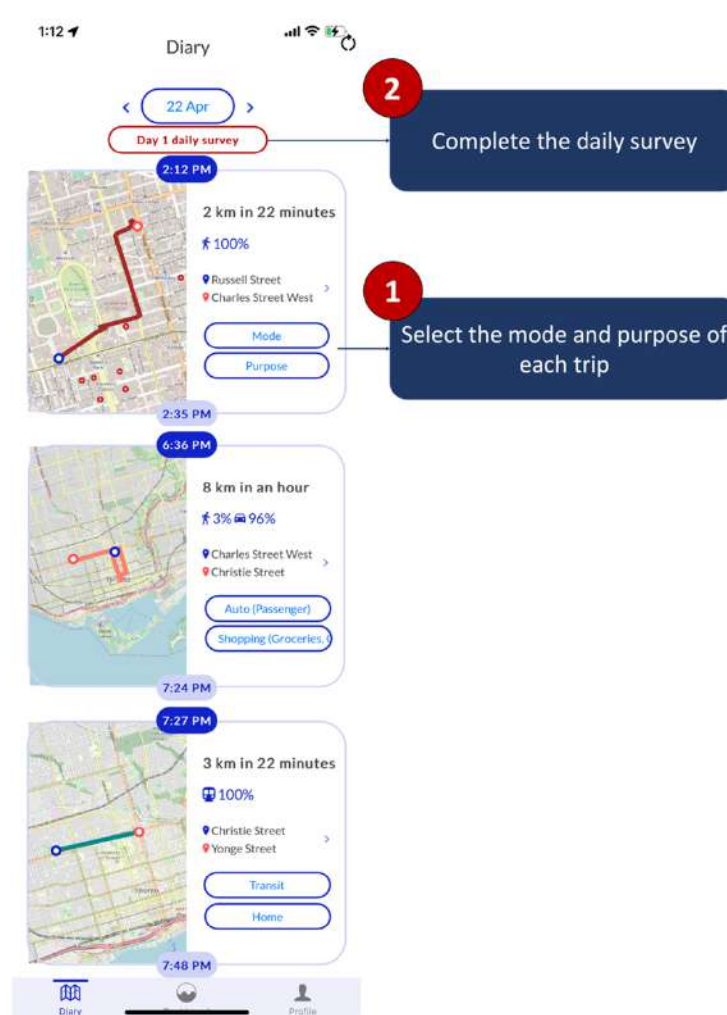 1:12
Diary
22 Apr
Day 1 daily survey
2
Complete the daily survey
2:12 PM
2 km in 22 minutes
100%
Russell Street
Charles Street West
Mode
Purpose
1
Select the mode and purpose of
each trip
2:35 PM
6:36 PM
8 km in an hour
3% 96%
Charles Street West
Christie Street
Auto (Passenger)
Shopping (Groceries,
7:24 PM
7:27 PM
3 km in 22 minutes
100%
Christie Street
Yonge Street
Transit
Home
7:48 PM
Diary
Profile